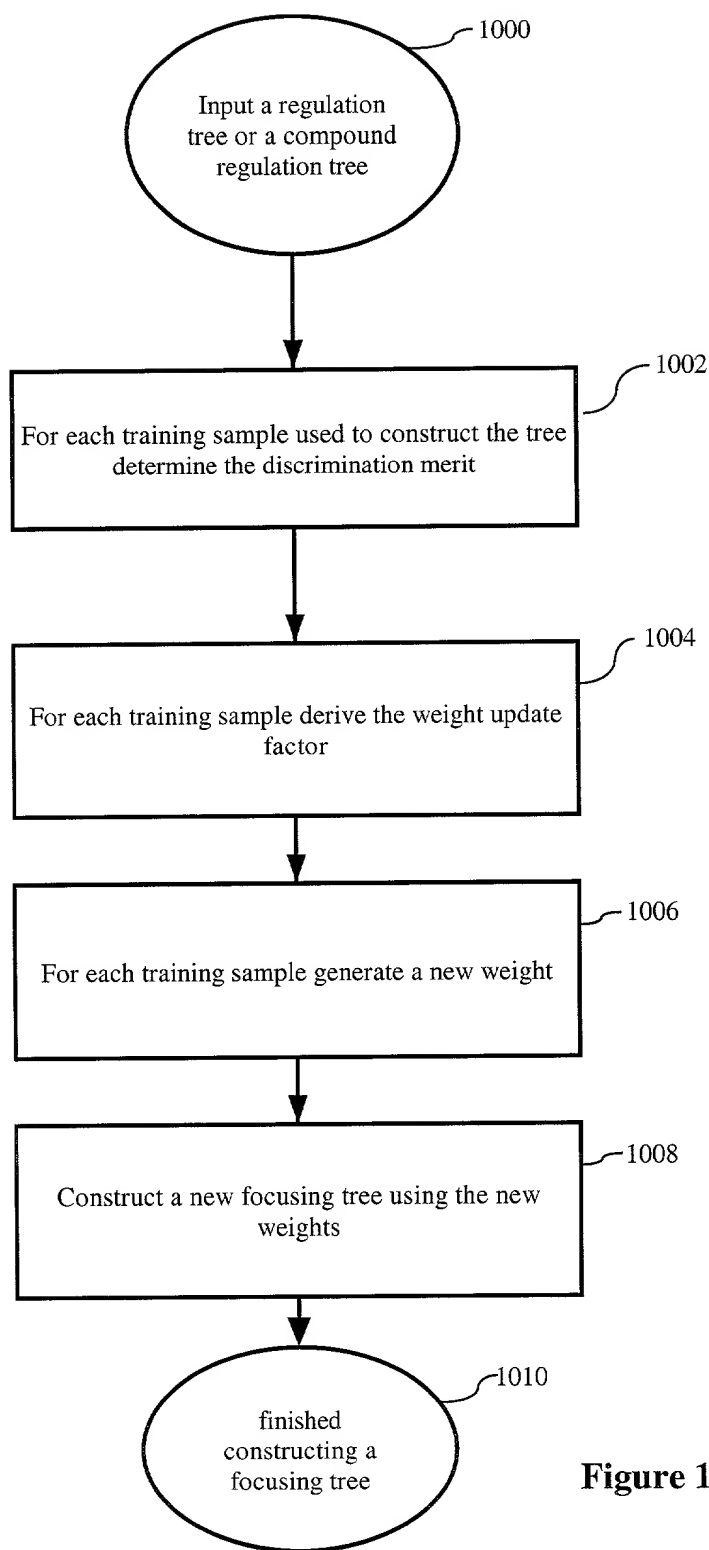 1000
Input a regulation
tree or a compound
regulation tree
1002
For each training sample used to construct the tree
determine the discrimination merit
1004
For each training sample derive the weight update
factor
1006
For each training sample generate a new weight
1008
Construct a new focusing tree using the new
weights
1010
finished
constructing a
focusing tree
Figure 1